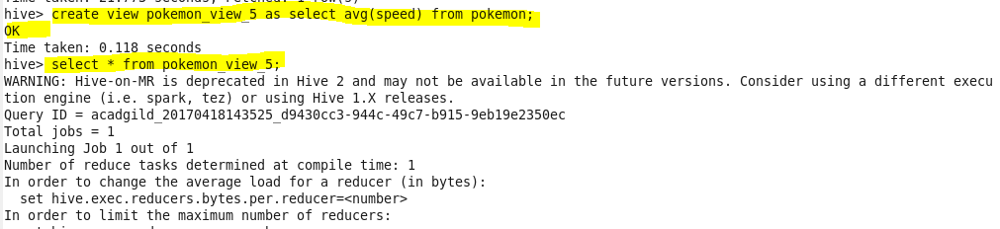 hive> create view pokemon_view_5 as select avg(speed) from pokemon;
OK
Time taken: 0.118 seconds
hive> select * from pokemon_view_5;
WARNING: Hive-on-MR is deprecated in Hive 2 and may not be available in the future versions. Consider using a different execu
tion engine (i.e. spark, tez) or using Hive 1.X releases.
Query ID = acadgild_20170418143525_d9430cc3-944c-49c7-b915-9eb19e2350ec
Total jobs = 1
Launching Job 1 out of 1
Number of reduce tasks determined at compile time: 1
In order to change the average load for a reducer (in bytes):
  set hive.exec.reducers.bytes.per.reducer=<number>
In order to limit the maximum number of reducers: